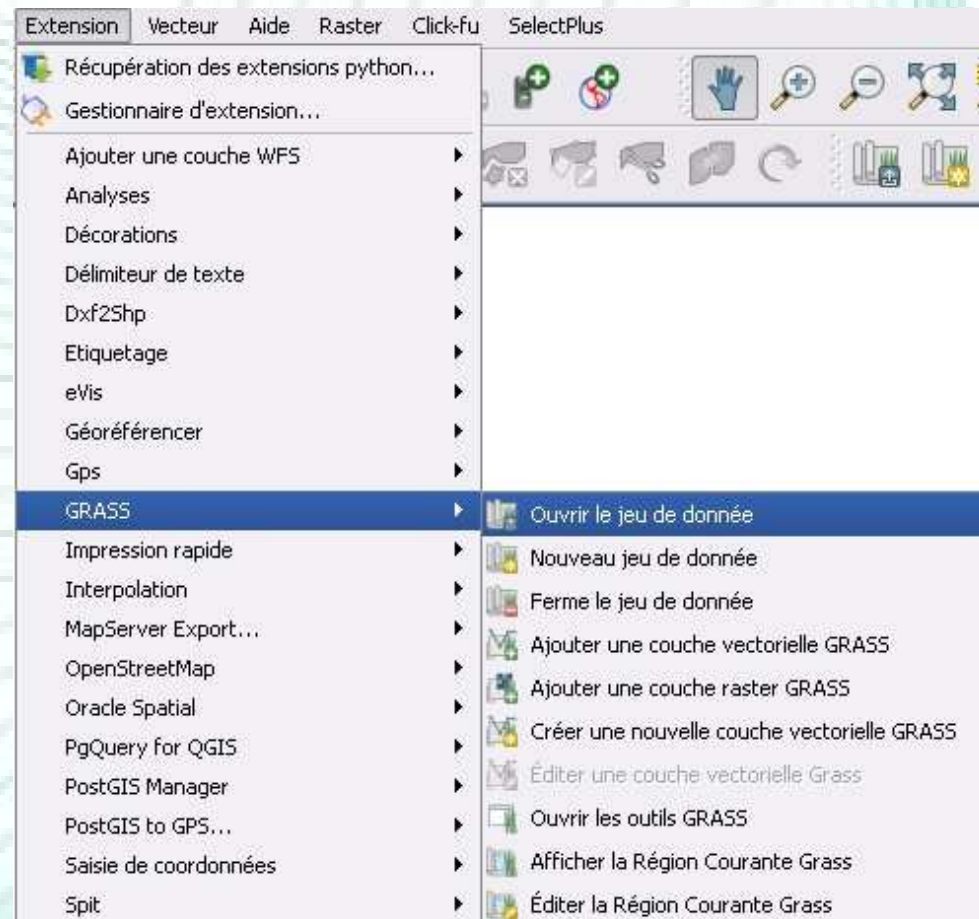 Extension Vecteur Aide Raster Click-fu SelectPlus
Récupération des extensions python...
Gestionnaire d'extension...
Ajouter une couche WFS
Analyses
Décorations
Délimiteur de texte
Dxf2Shp
Etiquetage
eVis
Géoréférencer
Gps
GRASS
Impression rapide
Interpolation
MapServer Export...
OpenStreetMap
Oracle Spatial
PgQuery for QGIS
PostGIS Manager
PostGIS to GPS...
Saisie de coordonnées
Spit
Ouvrir le jeu de donnée
Nouveau jeu de donnée
Ferme le jeu de donnée
Ajouter une couche vectorielle GRASS
Ajouter une couche raster GRASS
Créer une nouvelle couche vectorielle GRASS
Éditer une couche vectorielle Grass
Ouvrir les outils GRASS
Afficher la Région Courante Grass
Éditer la Région Courante Grass